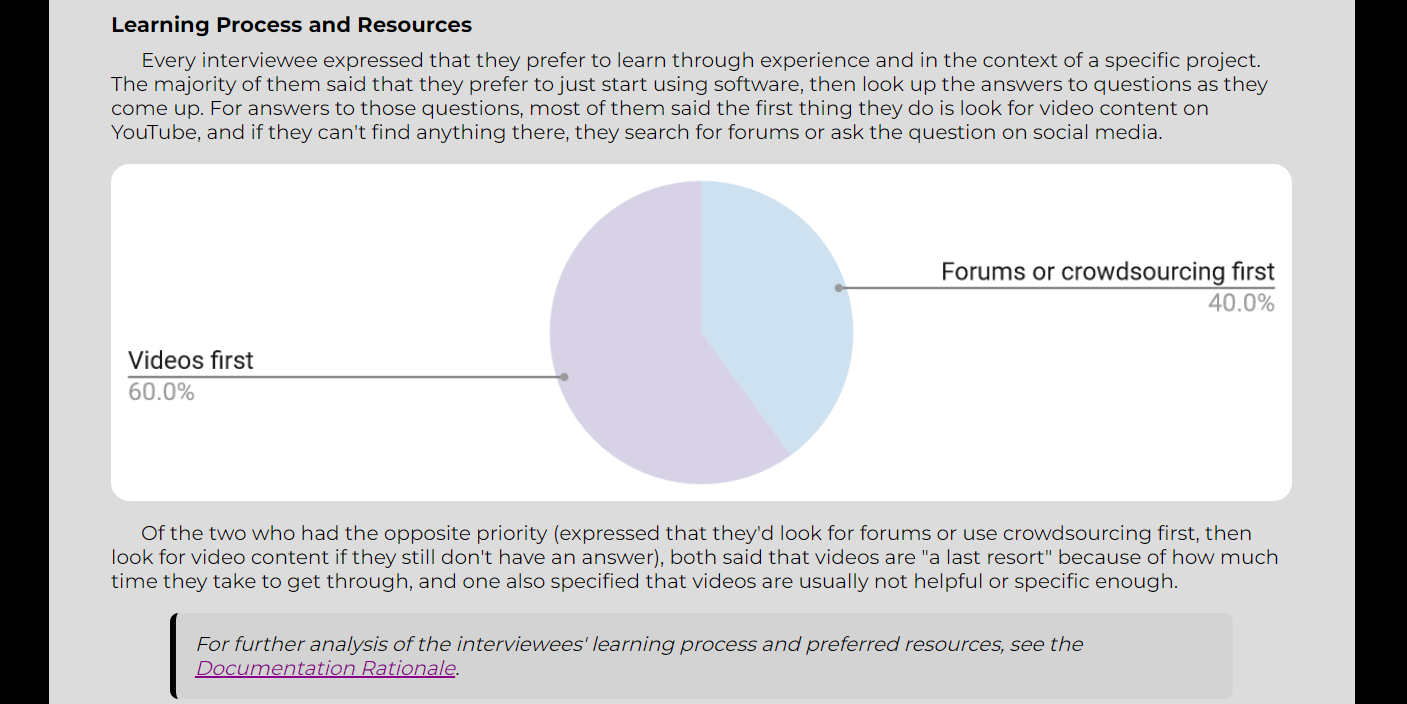 Learning Process and Resources
Every interviewee expressed that they prefer to learn through experience and in the context of a specific project.
The majority of them said that they prefer to just start using software, then look up the answers to questions as they
come up. For answers to those questions, most of them said the first thing they do is look for video content on
YouTube, and if they can't find anything there, they search for forums or ask the question on social media.
Forums or crowdsourcing first
40.0%
Videos first
60.0%
Of the two who had the opposite priority (expressed that they'd look for forums or use crowdsourcing first, then
look for video content if they still don't have an answer), both said that videos are "a last resort" because of how much
time they take to get through, and one also specified that videos are usually not helpful or specific enough.
For further analysis of the interviewees' learning process and preferred resources, see the
Documentation Rationale.